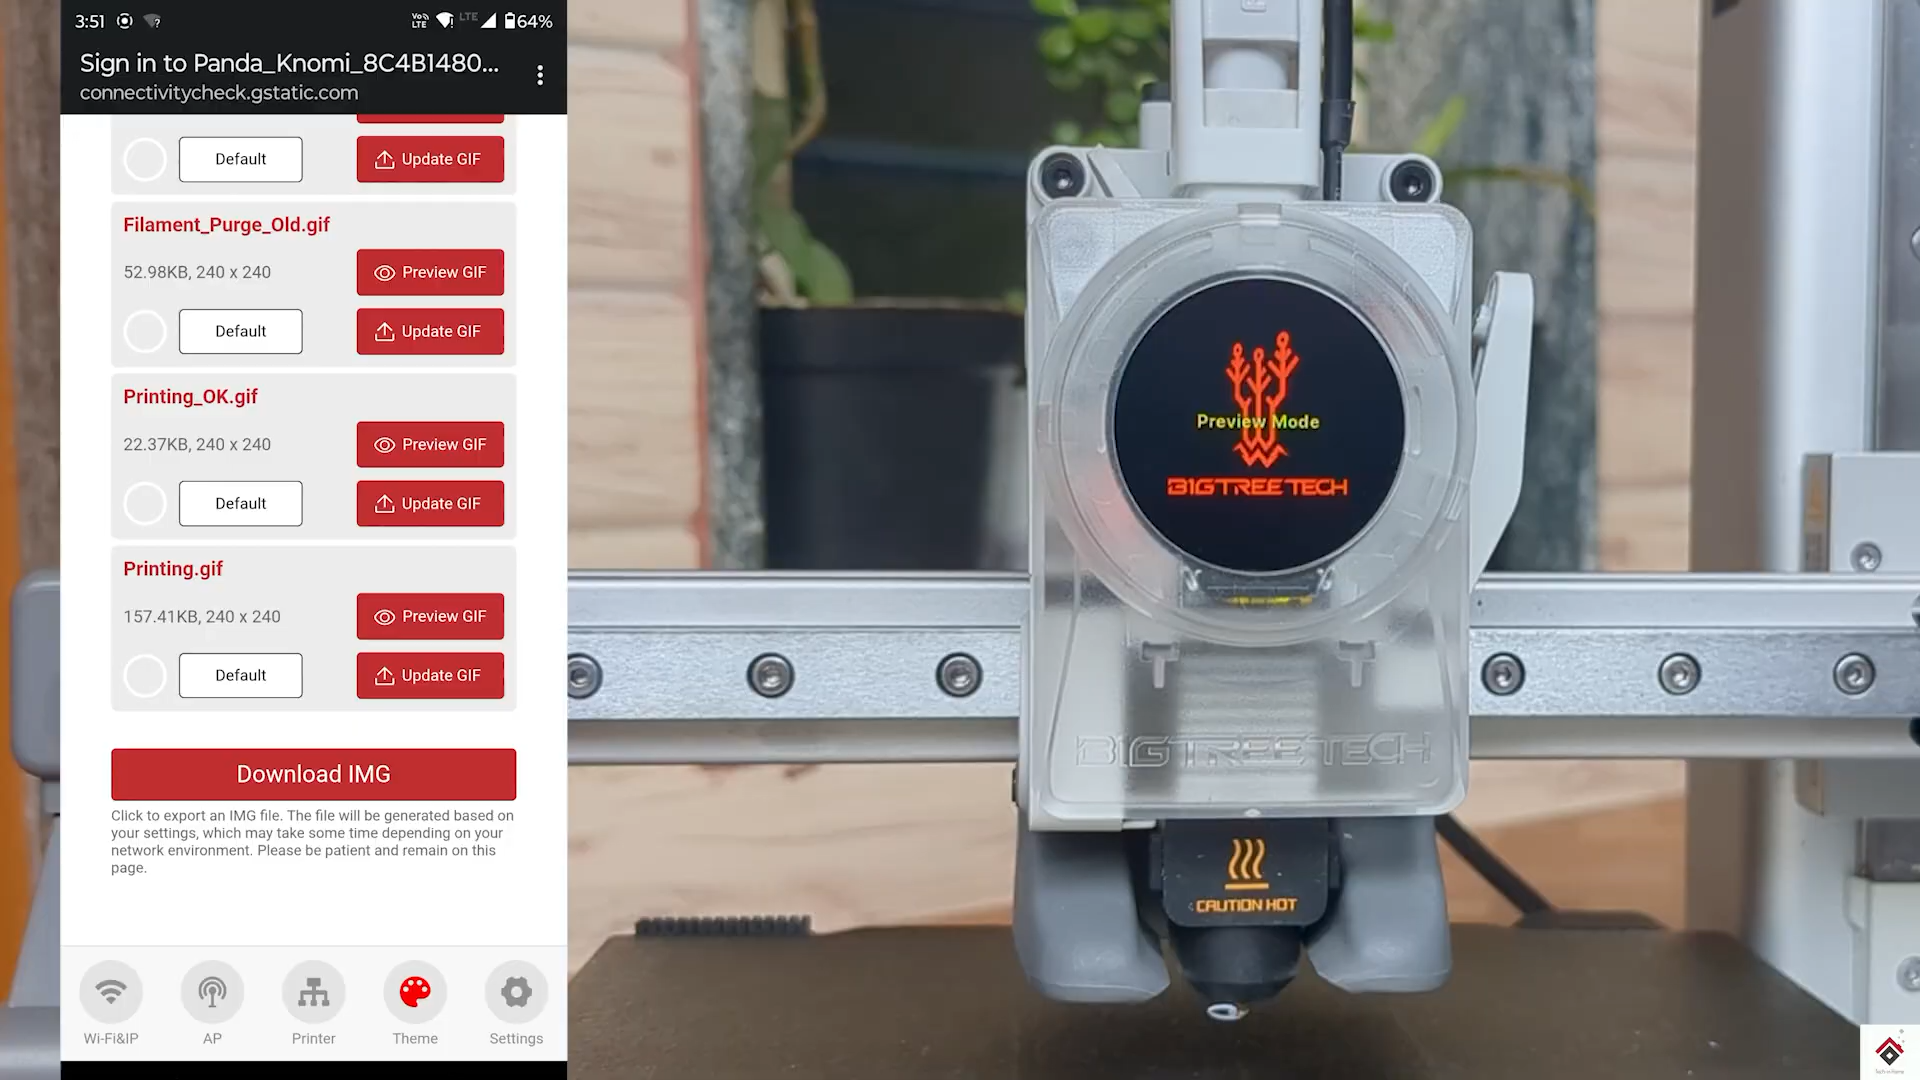 3:51
Vo)) LTE
LTE
64%
Sign in to Panda_Knomi_8C4B1480...
connectivitycheck.gstatic.com
Default
Update GIF
Filament_Purge_Old.gif
52.98KB, 240 x 240
Preview GIF
Default
Update GIF
Printing_OK.gif
22.37KB, 240 x 240
Preview GIF
Default
Update GIF
Printing.gif
157.41KB, 240 x 240
Preview GIF
Default
Update GIF
Download IMG
Click to export an IMG file. The file will be generated based on
your settings, which may take some time depending on your
network environment. Please be patient and remain on this
page.
Wi-Fi&IP
AP
Printer
Theme
Settings
Preview Mode
BIGTREETECH
BIGTREETECH
CAUTION HOT